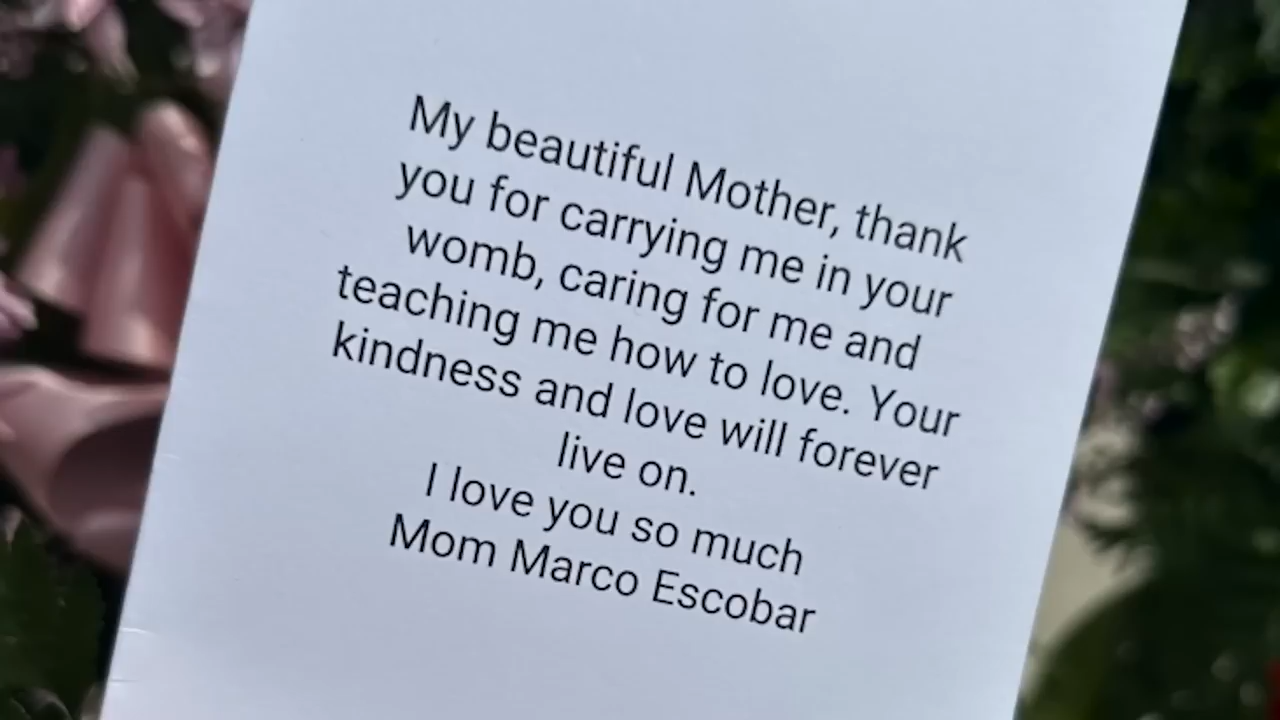 My beautiful Mother, thank
you for carrying me in your
womb, caring for me and
teaching me how to love. Your
kindness and love will forever
live on.
I love you so much
Mom Marco Escobar